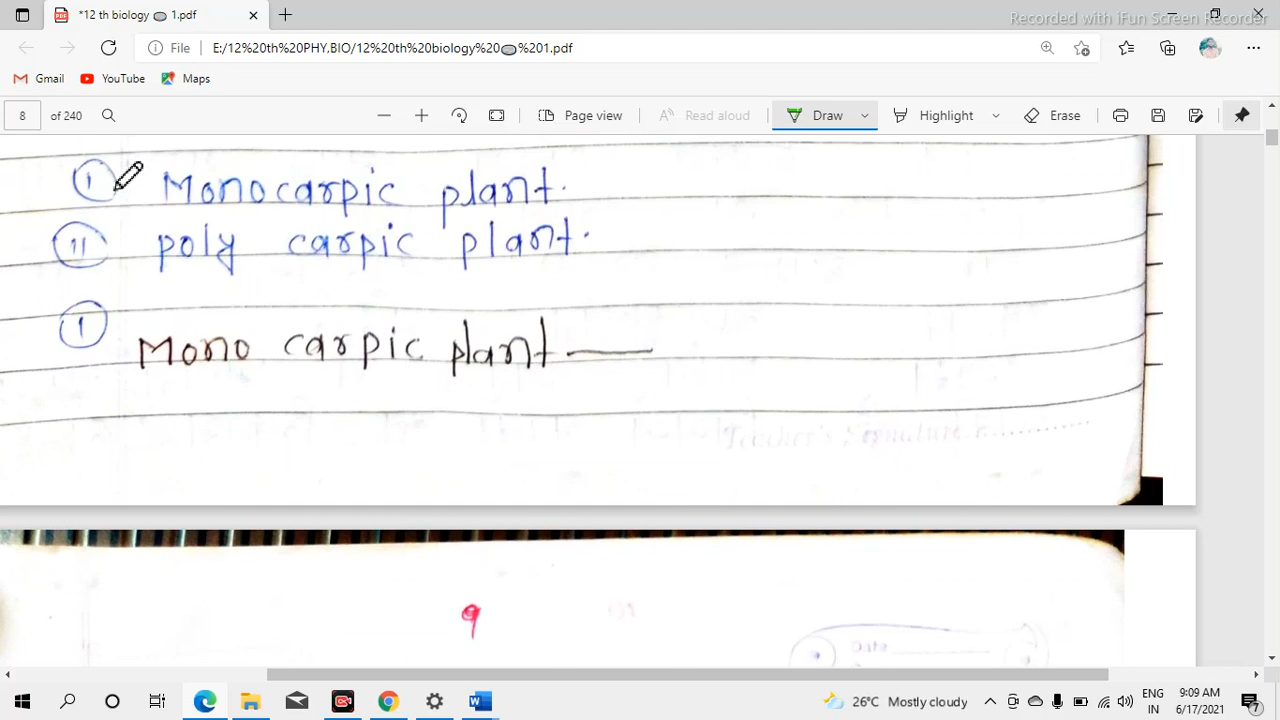 *12 th biology 1.pdf
Recorded with iFun Screen Recorder
File E:/12%20th%20PHY.BIO/12%20th%20biology%20%201.pdf
Gmail YouTube Maps
8 of 240 Page view Read aloud Draw Highlight Erase
I Monocarpic plant.
II poly carpic plant.
I Mono carpic plant —
Teacher's Signature
9
Date
26°C Mostly cloudy ENG 9:09 AM
IN 6/17/2021
7